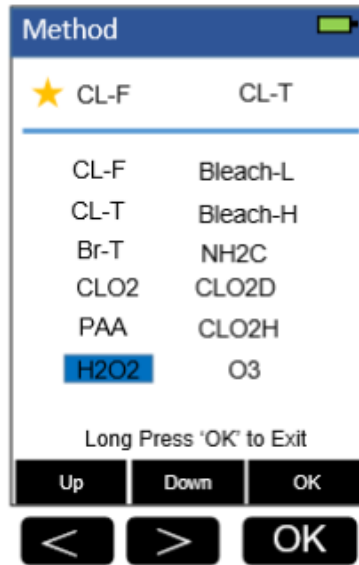 Method
CL-F CL-T
CL-F Bleach-L
CL-T Bleach-H
Br-T NH2C
CLO2 CLO2D
PAA CLO2H
H2O2 O3
Long Press 'OK' to Exit
Up Down OK
< > OK